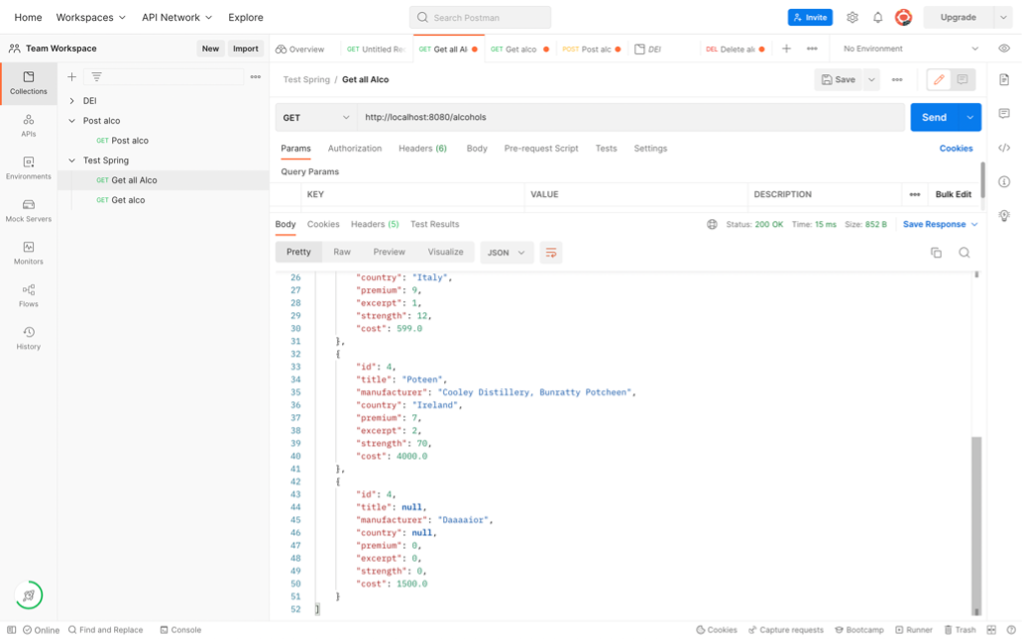 Home Workspaces API Network Explore Search Postman Invite Upgrade
Team Workspace New Import Overview GET Untitled Re GET Get all Al GET Get alco POST Post alc DEI DEL Delete al No Environment
Collections
APIs
Environments
Mock Servers
Monitors
Flows
History
DEI
Post alco
GET Post alco
Test Spring
GET Get all Alco
GET Get alco
Test Spring / Get all Alco Save
GET http://localhost:8080/alcohols Send
Params Authorization Headers (6) Body Pre-request Script Tests Settings Cookies
Query Params
KEY VALUE DESCRIPTION Bulk Edit
Body Cookies Headers (5) Test Results Status: 200 OK Time: 15 ms Size: 852 B Save Response
Pretty Raw Preview Visualize JSON
26 "country": "Italy",
27 "premium": 9,
28 "excerpt": 1,
29 "strength": 12,
30 "cost": 599.0
31 },
32 {
33 "id": 4,
34 "title": "Poteen",
35 "manufacturer": "Cooley Distillery, Bunratty Potcheen",
36 "country": "Ireland",
37 "premium": 7,
38 "excerpt": 2,
39 "strength": 70,
40 "cost": 4000.0
41 },
42 {
43 "id": 4,
44 "title": null,
45 "manufacturer": "Daaaaior",
46 "country": null,
47 "premium": 0,
48 "excerpt": 0,
49 "strength": 0,
50 "cost": 1500.0
51 }
52 ]
Online Find and Replace Console Cookies Capture requests Bootcamp Runner Trash